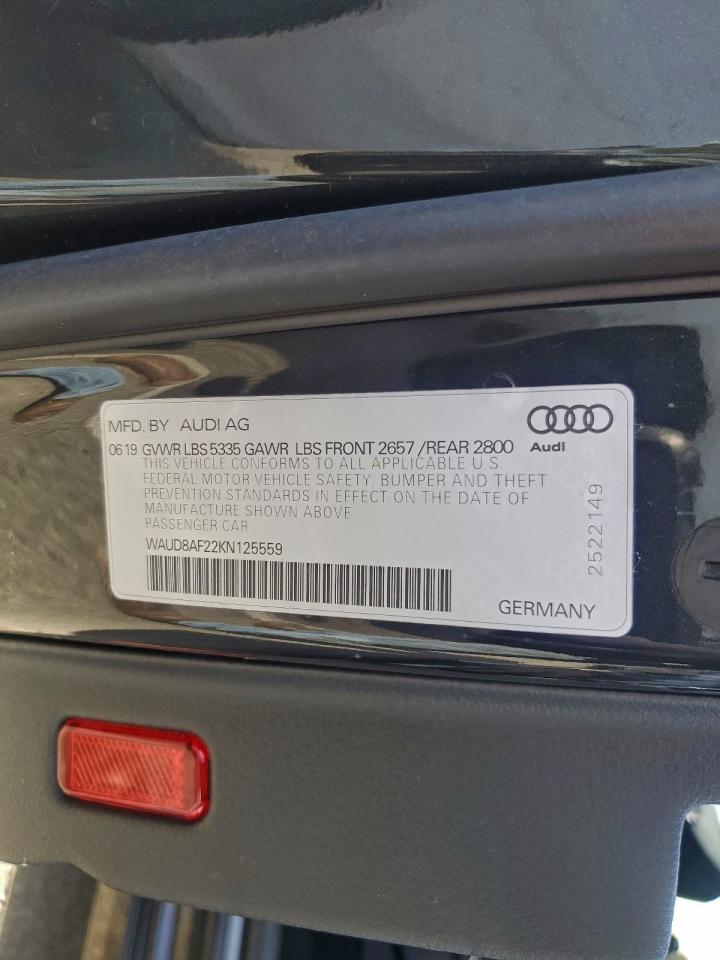 MFD. BY AUDI AG
0619 GVWR LBS 5335 GAWR LBS FRONT 2657 /REAR 2800
Audi
THIS VEHICLE CONFORMS TO ALL APPLICABLE U.S.
FEDERAL MOTOR VEHICLE SAFETY, BUMPER AND THEFT
PREVENTION STANDARDS IN EFFECT ON THE DATE OF
MANUFACTURE SHOWN ABOVE
PASSENGER CAR
WAUD8AF22KN125559
2522149
GERMANY